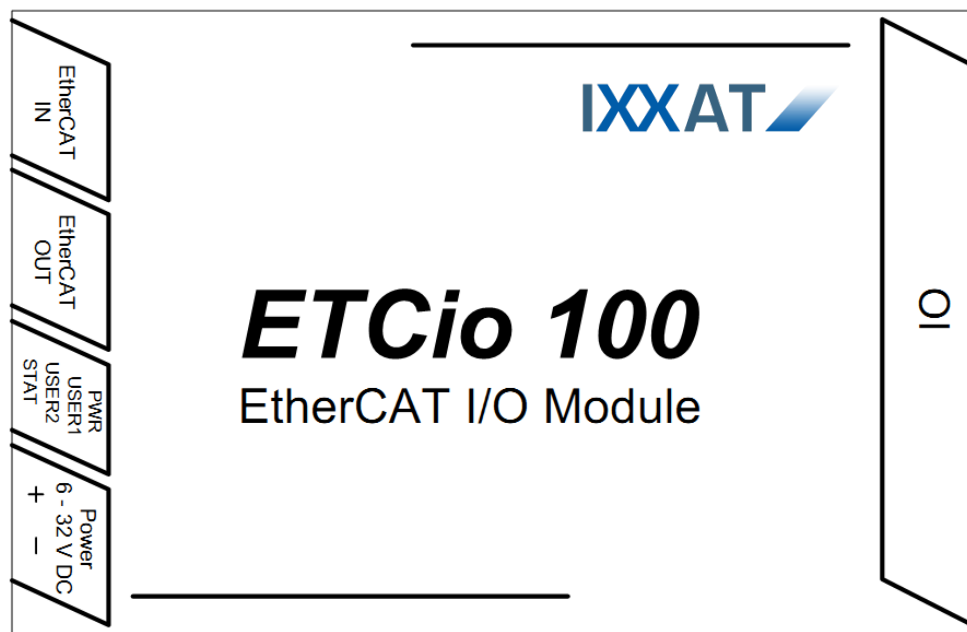 EtherCAT
IN
EtherCAT
OUT
PWR
USER1
USER2
STAT
Power
6 - 32 V DC
+ −
IXXAT
ETCio 100
EtherCAT I/O Module
IO